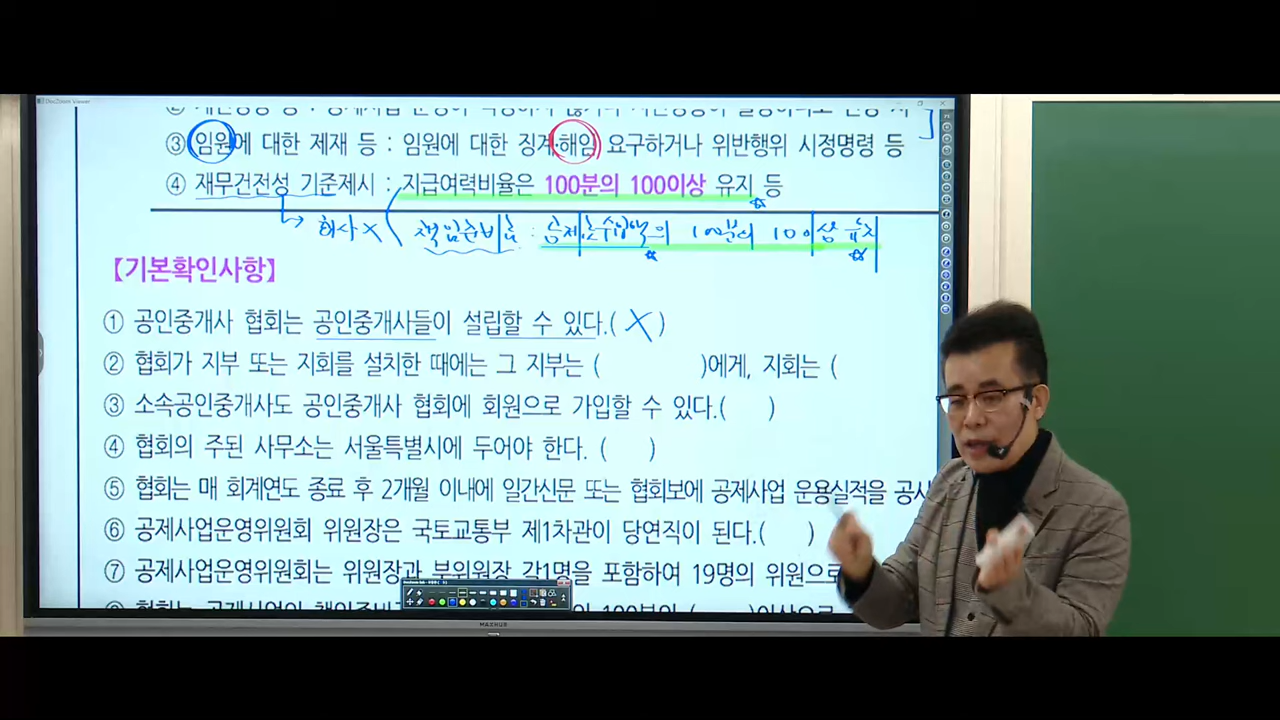 ③ 임원에 대한 제재 등 : 임원에 대한 징계·해임 요구하거나 위반행위 시정명령 등
④ 재무건전성 기준제시 : 지급여력비율은 100분의 100이상 유지 등
회사 X 책임준비금 : 공제료 수입액의 100분의 10이상 유지
【기본확인사항】
① 공인중개사 협회는 공인중개사들이 설립할 수 있다.( X )
② 협회가 지부 또는 지회를 설치한 때에는 그 지부는 ( )에게, 지회는 (
③ 소속공인중개사도 공인중개사 협회에 회원으로 가입할 수 있다.( )
④ 협회의 주된 사무소는 서울특별시에 두어야 한다. ( )
⑤ 협회는 매 회계연도 종료 후 2개월 이내에 일간신문 또는 협회보에 공제사업 운용실적을 공시
⑥ 공제사업운영위원회 위원장은 국토교통부 제1차관이 당연직이 된다.( )
⑦ 공제사업운영위원회는 위원장과 부위원장 각1명을 포함하여 19명의 위원으로
MAXHUB